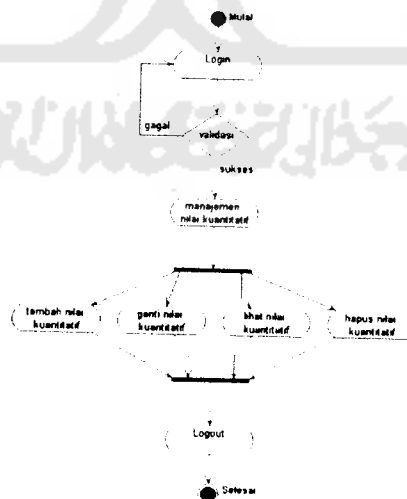 Mulai
Login
gagal
validasi
sukses
manajemen
nilai kuantitatif
tambah nilai
kuantitatif
ganti nilai
kuantitatif
lihat nilai
kuantitatif
hapus nilai
kuantitatif
Logout
Selesai